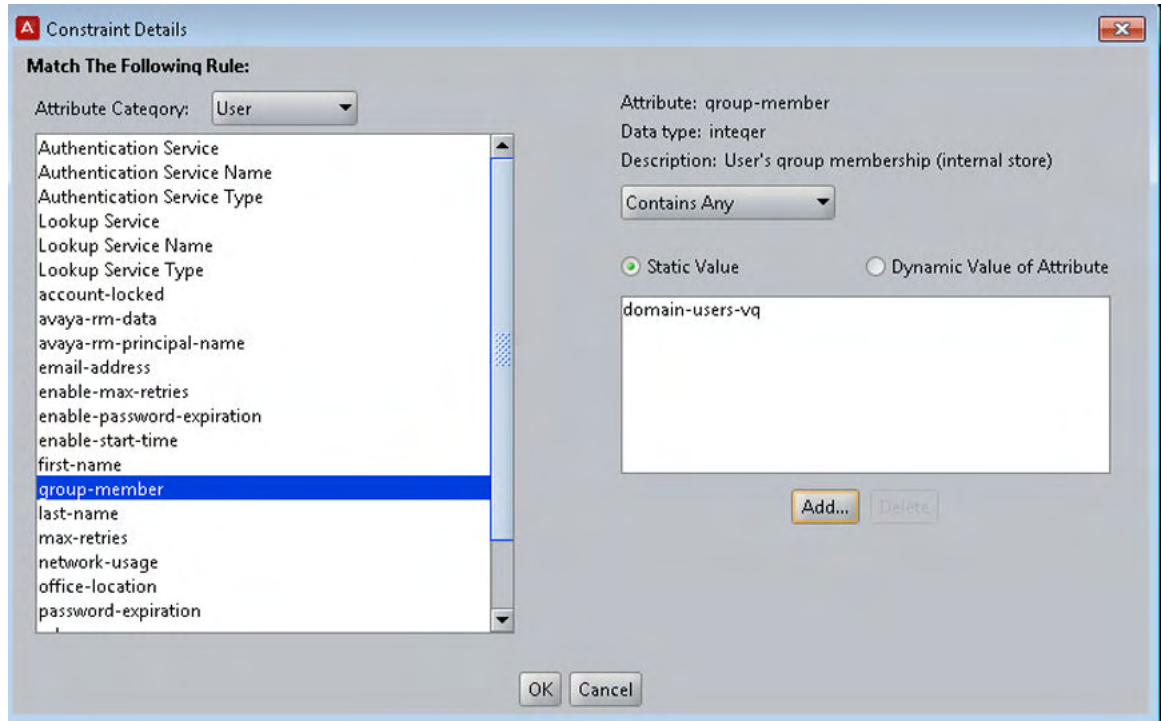 A Constraint Details
Match The Following Rule:
Attribute Category: User
Authentication Service
Authentication Service Name
Authentication Service Type
Lookup Service
Lookup Service Name
Lookup Service Type
account-locked
avaya-rm-data
avaya-rm-principal-name
email-address
enable-max-retries
enable-password-expiration
enable-start-time
first-name
group-member
last-name
max-retries
network-usage
office-location
password-expiration
Attribute: group-member
Data type: integer
Description: User's group membership (internal store)
Contains Any
Static Value
Dynamic Value of Attribute
domain-users-vq
Add...
Delete
OK
Cancel